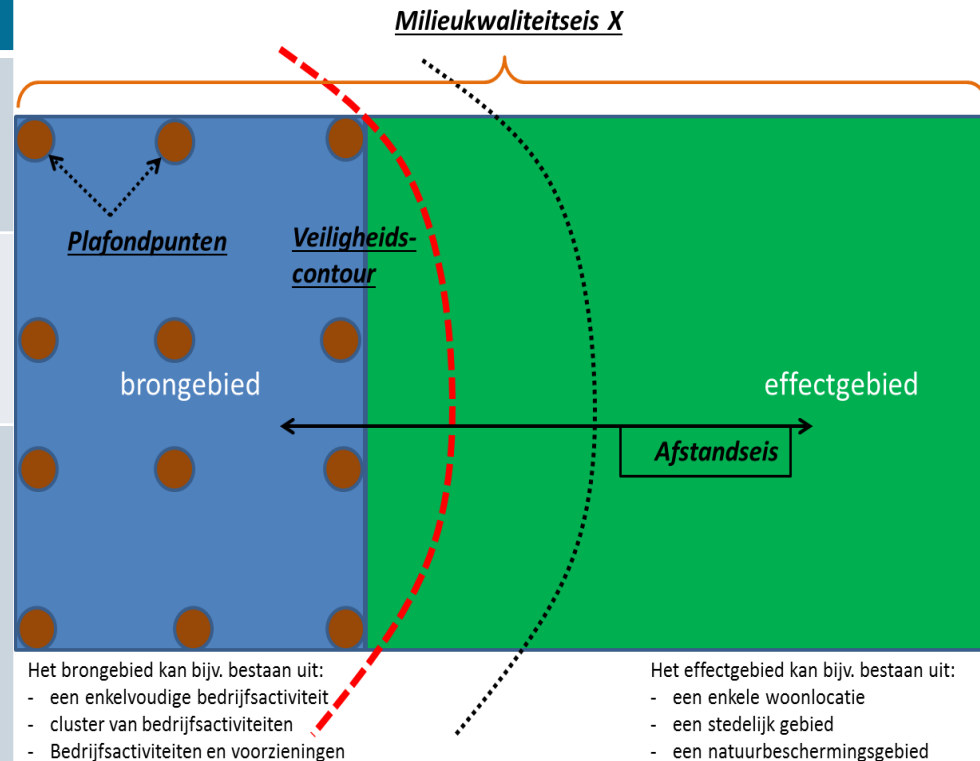 Milieukwaliteitseis X
Plafondpunten
Veiligheids-
contour
brongebied
effectgebied
Afstandseis
Het brongebied kan bijv. bestaan uit:
- een enkelvoudige bedrijfsactiviteit
- cluster van bedrijfsactiviteiten
- Bedrijfsactiviteiten en voorzieningen
Het effectgebied kan bijv. bestaan uit:
- een enkele woonlocatie
- een stedelijk gebied
- een natuurbeschermingsgebied